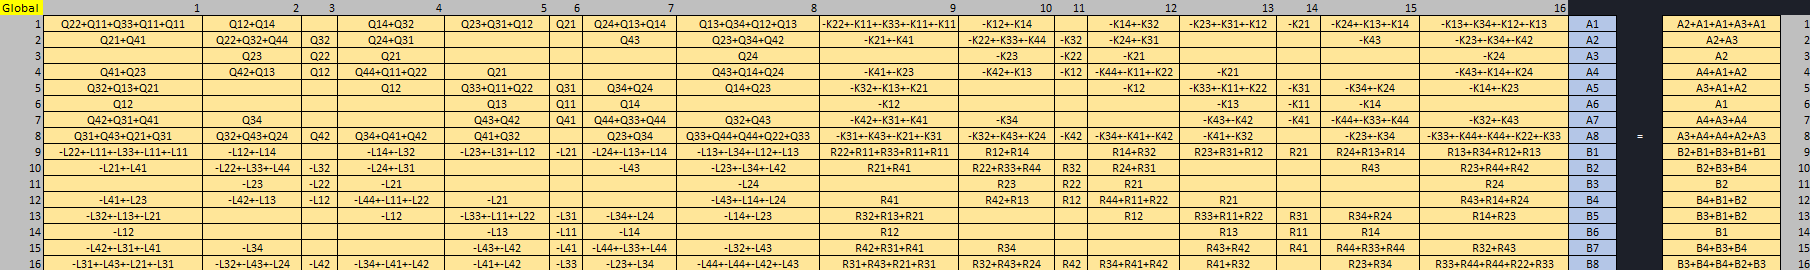 Global 1 2 3 4 5 6 7 8 9 10 11 12 13 14 15 16
1 Q22+Q11+Q33+Q11+Q11 Q12+Q14 Q14+Q32 Q23+Q31+Q12 Q21 Q24+Q13+Q14 Q13+Q34+Q12+Q13 -K22+-K11+-K33+-K11+-K11 -K12+-K14 -K14+-K32 -K23+-K31+-K12 -K21 -K24+-K13+-K14 -K13+-K34+-K12+-K13 A1 A2+A1+A1+A3+A1 1
2 Q21+Q41 Q22+Q32+Q44 Q32 Q24+Q31 Q43 Q23+Q34+Q42 -K21+-K41 -K22+-K33+-K44 -K32 -K24+-K31 -K43 -K23+-K34+-K42 A2 A2+A3 2
3 Q23 Q22 Q21 Q24 -K23 -K22 -K21 -K24 A3 A2 3
4 Q41+Q23 Q42+Q13 Q12 Q44+Q11+Q22 Q21 Q43+Q14+Q24 -K41+-K23 -K42+-K13 -K12 -K44+-K11+-K22 -K21 -K43+-K14+-K24 A4 A4+A1+A2 4
5 Q32+Q13+Q21 Q12 Q33+Q11+Q22 Q31 Q34+Q24 Q14+Q23 -K32+-K13+-K21 -K12 -K33+-K11+-K22 -K31 -K34+-K24 -K14+-K23 A5 A3+A1+A2 5
6 Q12 Q13 Q11 Q14 -K12 -K13 -K11 -K14 A6 A1 6
7 Q42+Q31+Q41 Q34 Q43+Q42 Q41 Q44+Q33+Q44 Q32+Q43 -K42+-K31+-K41 -K34 -K43+-K42 -K41 -K44+-K33+-K44 -K32+-K43 A7 A4+A3+A4 7
8 Q31+Q43+Q21+Q31 Q32+Q43+Q24 Q42 Q34+Q41+Q42 Q41+Q32 Q23+Q34 Q33+Q44+Q44+Q22+Q33 -K31+-K43+-K21+-K31 -K32+-K43+-K24 -K42 -K34+-K41+-K42 -K41+-K32 -K23+-K34 -K33+-K44+-K44+-K22+-K33 A8 = A3+A4+A4+A2+A3 8
9 -L22+-L11+-L33+-L11+-L11 -L12+-L14 -L14+-L32 -L23+-L31+-L12 -L21 -L24+-L13+-L14 -L13+-L34+-L12+-L13 R22+R11+R33+R11+R11 R12+R14 R14+R32 R23+R31+R12 R21 R24+R13+R14 R13+R34+R12+R13 B1 B2+B1+B3+B1+B1 9
10 -L21+-L41 -L22+-L33+-L44 -L32 -L24+-L31 -L43 -L23+-L34+-L42 R21+R41 R22+R33+R44 R32 R24+R31 R43 R23+R44+R42 B2 B2+B3+B4 10
11 -L23 -L22 -L21 -L24 R23 R22 R21 R24 B3 B2 11
12 -L41+-L23 -L42+-L13 -L12 -L44+-L11+-L22 -L21 -L43+-L14+-L24 R41 R42+R13 R12 R44+R11+R22 R21 R43+R14+R24 B4 B4+B1+B2 12
13 -L32+-L13+-L21 -L12 -L33+-L11+-L22 -L31 -L34+-L24 -L14+-L23 R32+R13+R21 R12 R33+R11+R22 R31 R34+R24 R14+R23 B5 B3+B1+B2 13
14 -L12 -L13 -L11 -L14 R12 R13 R11 R14 B6 B1 14
15 -L42+-L31+-L41 -L34 -L43+-L42 -L41 -L44+-L33+-L44 -L32+-L43 R42+R31+R41 R34 R43+R42 R41 R44+R33+R44 R32+R43 B7 B4+B3+B4 15
16 -L31+-L43+-L21+-L31 -L32+-L43+-L24 -L42 -L34+-L41+-L42 -L41+-L42 -L33 -L23+-L34 -L44+-L44+-L42+-L43 R31+R43+R21+R31 R32+R43+R24 R42 R34+R41+R42 R41+R32 R23+R34 R33+R44+R44+R22+R33 B8 B3+B4+B4+B2+B3 16